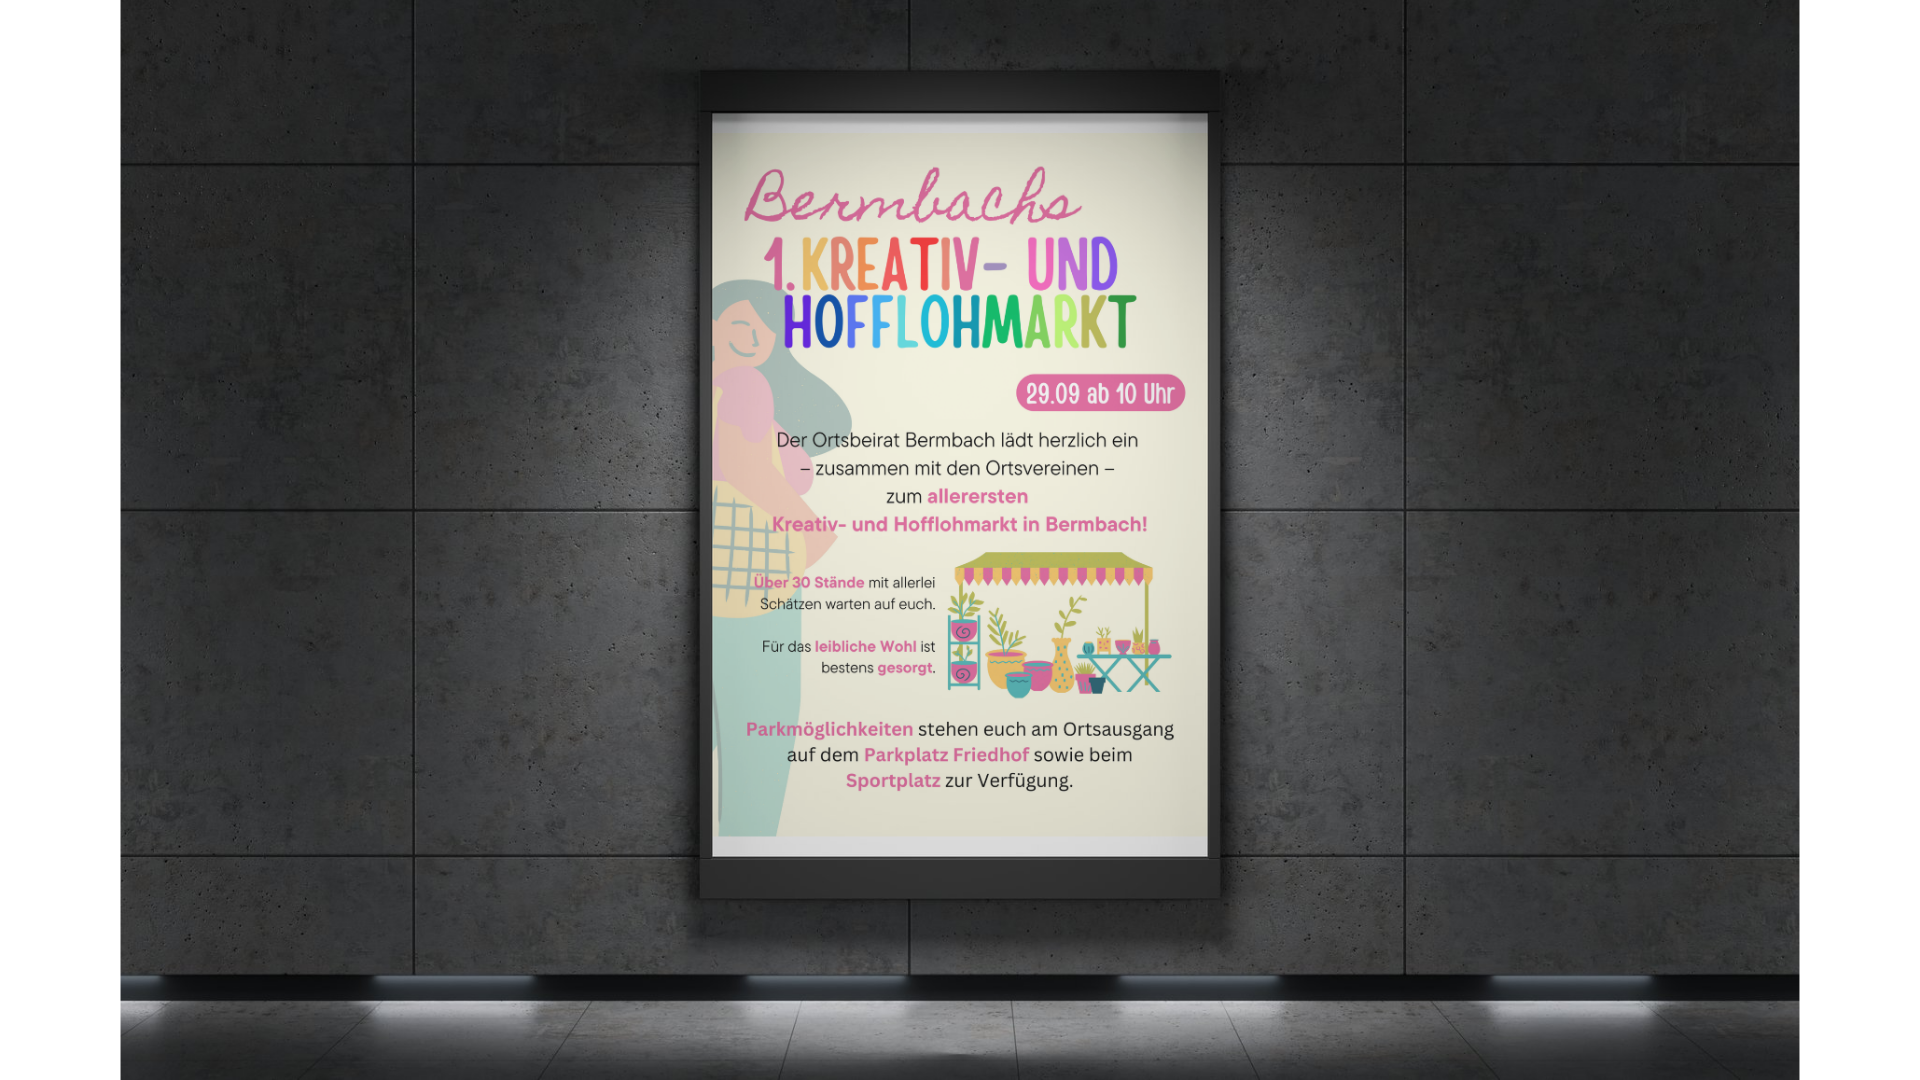 Bermbachs
1. KREATIV- UND
HOFFLOHMARKT
29.09 ab 10 Uhr
Der Ortsbeirat Bermbach lädt herzlich ein
– zusammen mit den Ortsvereinen –
zum allerersten
Kreativ- und Hofflohmarkt in Bermbach!
Über 30 Stände mit allerlei
Schätzen warten auf euch.
Für das leibliche Wohl ist
bestens gesorgt.
Parkmöglichkeiten stehen euch am Ortsausgang
auf dem Parkplatz Friedhof sowie beim
Sportplatz zur Verfügung.